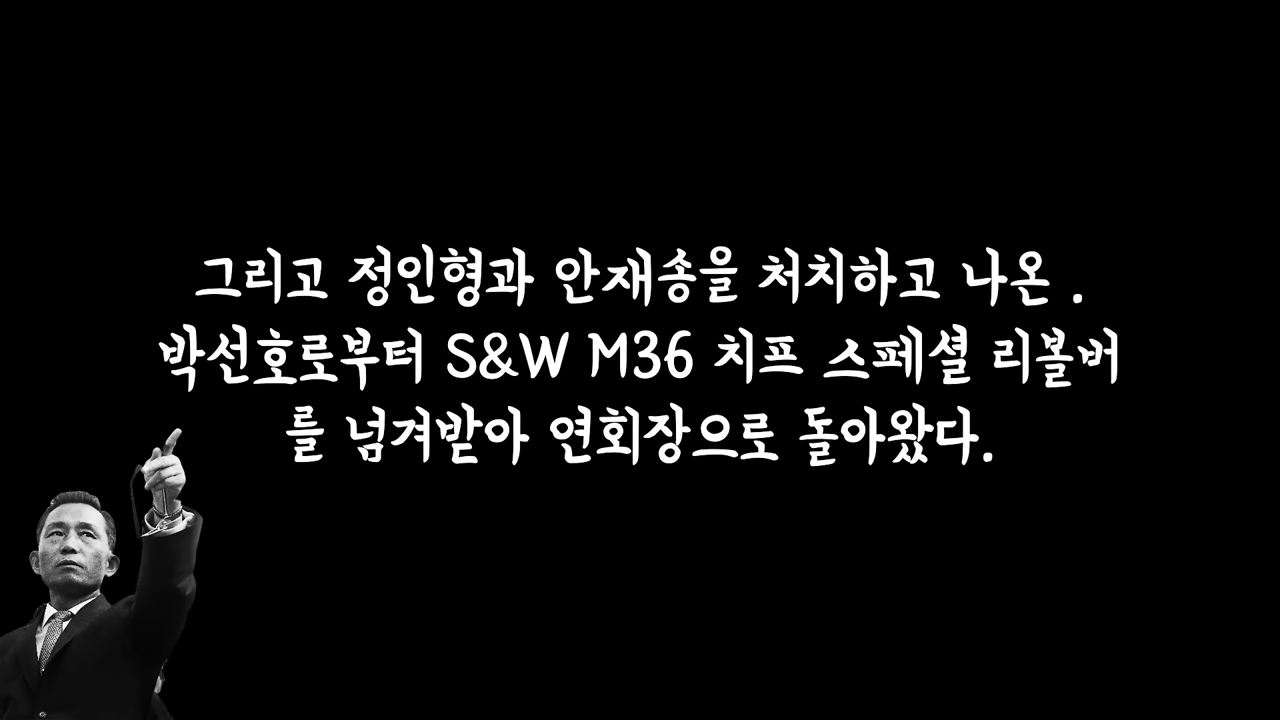 그리고 정인형과 안재송을 처치하고 나온 .
박선호로부터 S&W M36 치프 스페셜 리볼버
를 넘겨받아 연회장으로 돌아왔다.